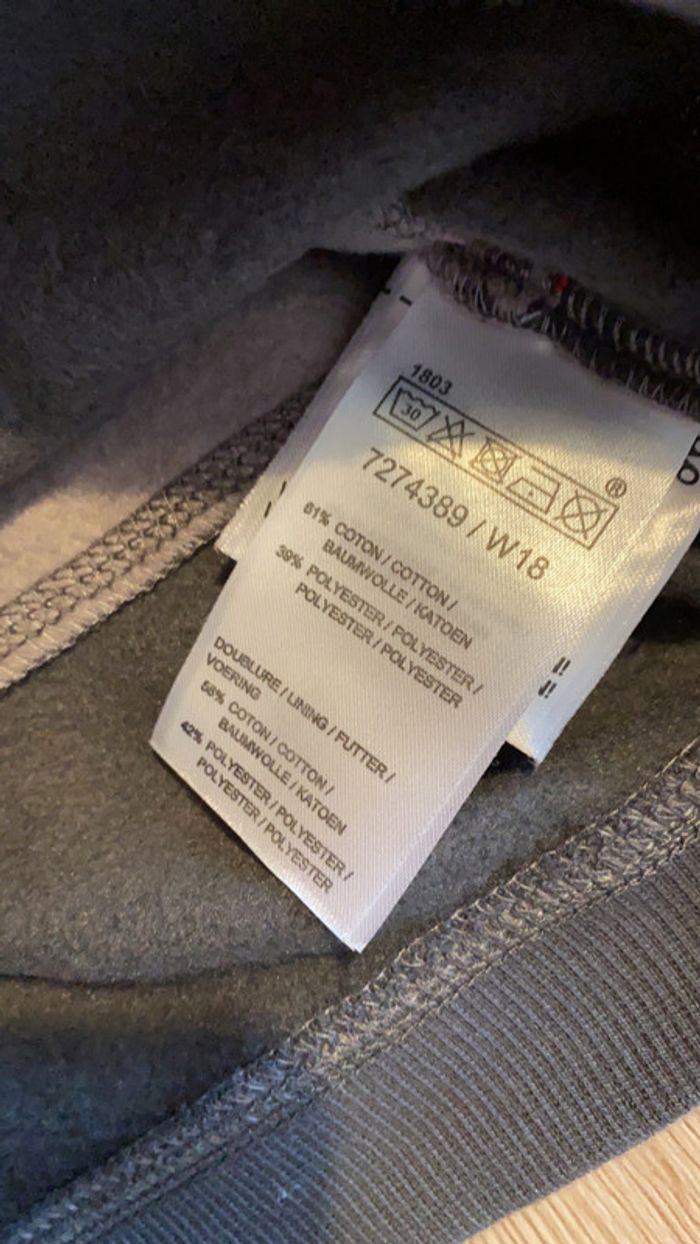 1803
30
®
7274389 / W18
61% COTON / COTTON /
BAUMWOLLE / KATOEN
39% POLYESTER / POLYESTER /
POLYESTER / POLYESTER
DOUBLURE / LINING / FUTTER /
VOERING
58% COTON / COTTON /
BAUMWOLLE / KATOEN
42% POLYESTER / POLYESTER /
POLYESTER / POLYESTER